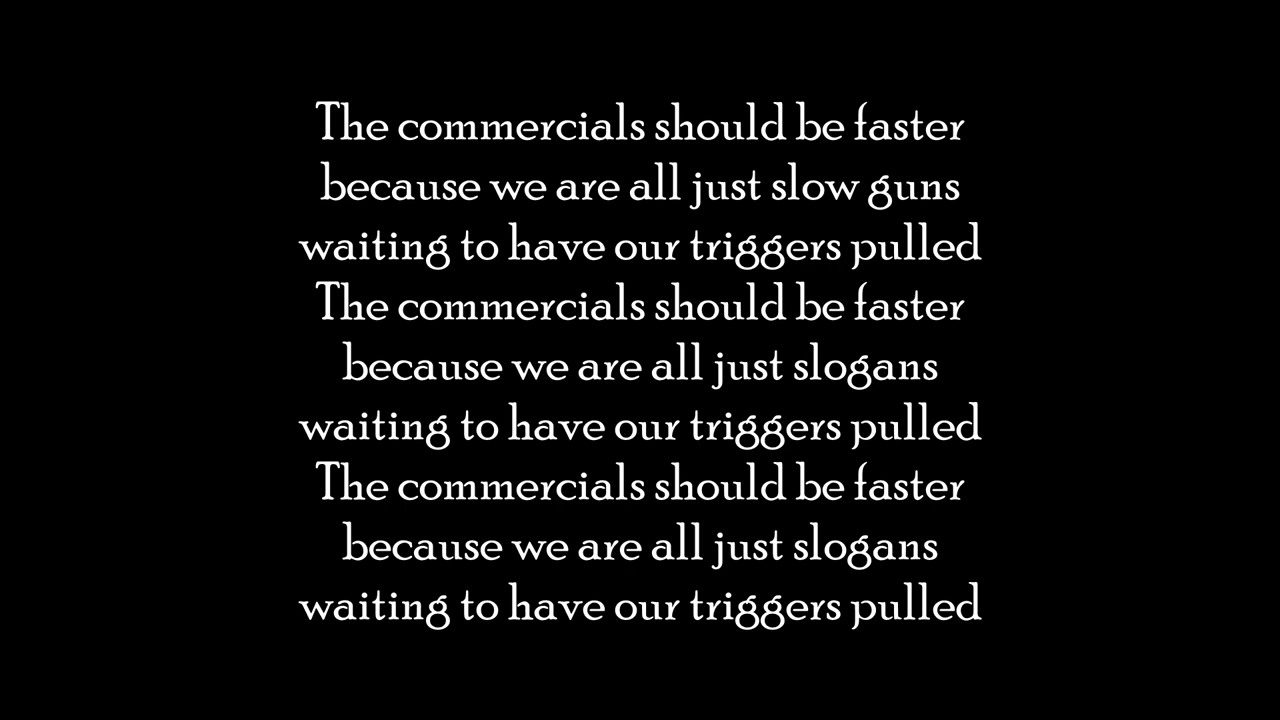 The commercials should be faster
because we are all just slow guns
waiting to have our triggers pulled
The commercials should be faster
because we are all just slogans
waiting to have our triggers pulled
The commercials should be faster
because we are all just slogans
waiting to have our triggers pulled